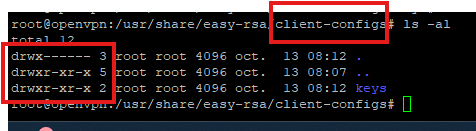 root@openvpn:/usr/share/easy-rsa/client-configs# ls -al
total 12
drwx------ 3 root root 4096 oct.  13 08:12 .
drwxr-xr-x 5 root root 4096 oct.  13 08:07 ..
drwxr-xr-x 2 root root 4096 oct.  13 08:12 keys
root@openvpn:/usr/share/easy-rsa/client-configs#